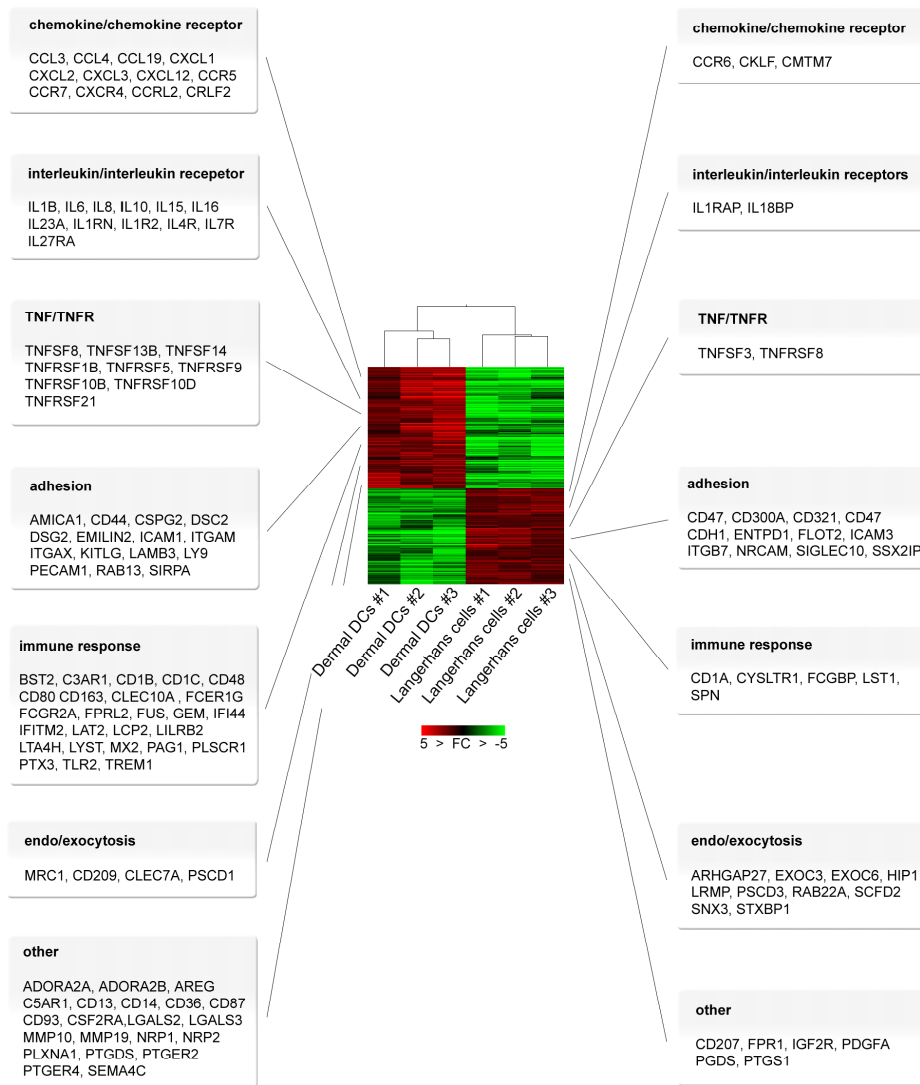 chemokine/chemokine receptor
CCL3, CCL4, CCL19, CXCL1
CXCL2, CXCL3, CXCL12, CCR5
CCR7, CXCR4, CCRL2, CRLF2
interleukin/interleukin recepetor
IL1B, IL6, IL8, IL10, IL15, IL16
IL23A, IL1RN, IL1R2, IL4R, IL7R
IL27RA
TNF/TNFR
TNFSF8, TNFSF13B, TNFSF14
TNFRSF1B, TNFRSF5, TNFRSF9
TNFRSF10B, TNFRSF10D
TNFRSF21
adhesion
AMICA1, CD44, CSPG2, DSC2
DSG2, EMILIN2, ICAM1, ITGAM
ITGAX, KITLG, LAMB3, LY9
PECAM1, RAB13, SIRPA
immune response
BST2, C3AR1, CD1B, CD1C, CD48
CD80 CD163, CLEC10A , FCER1G
FCGR2A, FPRL2, FUS, GEM, IFI44
IFITM2, LAT2, LCP2, LILRB2
LTA4H, LYST, MX2, PAG1, PLSCR1
PTX3, TLR2, TREM1
endo/exocytosis
MRC1, CD209, CLEC7A, PSCD1
other
ADORA2A, ADORA2B, AREG
C5AR1, CD13, CD14, CD36, CD87
CD93, CSF2RA,LGALS2, LGALS3
MMP10, MMP19, NRP1, NRP2
PLXNA1, PTGDS, PTGER2
PTGER4, SEMA4C
Dermal DCs #1
Dermal DCs #2
Dermal DCs #3
Langerhans cells #1
Langerhans cells #2
Langerhans cells #3
5 > FC > -5
chemokine/chemokine receptor
CCR6, CKLF, CMTM7
interleukin/interleukin receptors
IL1RAP, IL18BP
TNF/TNFR
TNFSF3, TNFRSF8
adhesion
CD47, CD300A, CD321, CD47
CDH1, ENTPD1, FLOT2, ICAM3
ITGB7, NRCAM, SIGLEC10, SSX2IP
immune response
CD1A, CYSLTR1, FCGBP, LST1,
SPN
endo/exocytosis
ARHGAP27, EXOC3, EXOC6, HIP1
LRMP, PSCD3, RAB22A, SCFD2
SNX3, STXBP1
other
CD207, FPR1, IGF2R, PDGFA
PGDS, PTGS1